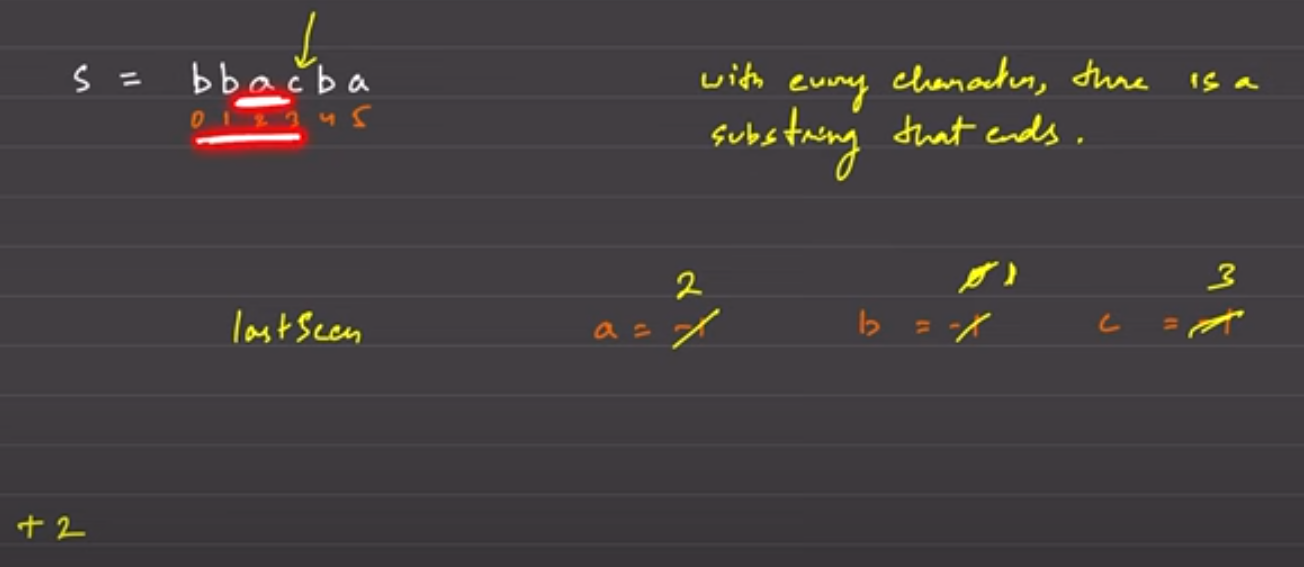 S = bbacba
0 1 2 3 4 5
with every character, there is a
substring that ends.
2 0 1 3
lastSeen a = -1 b = -1 c = -1
+2